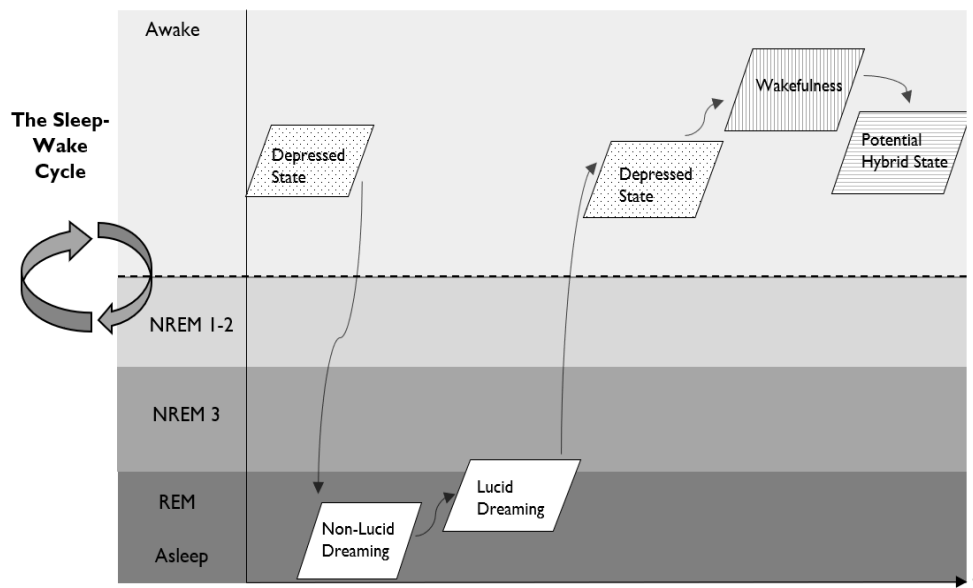 Awake
The Sleep-
Wake
Cycle
Depressed
State
Depressed
State
Wakefulness
Potential
Hybrid State
NREM 1-2
NREM 3
REM
Asleep
Non-Lucid
Dreaming
Lucid
Dreaming